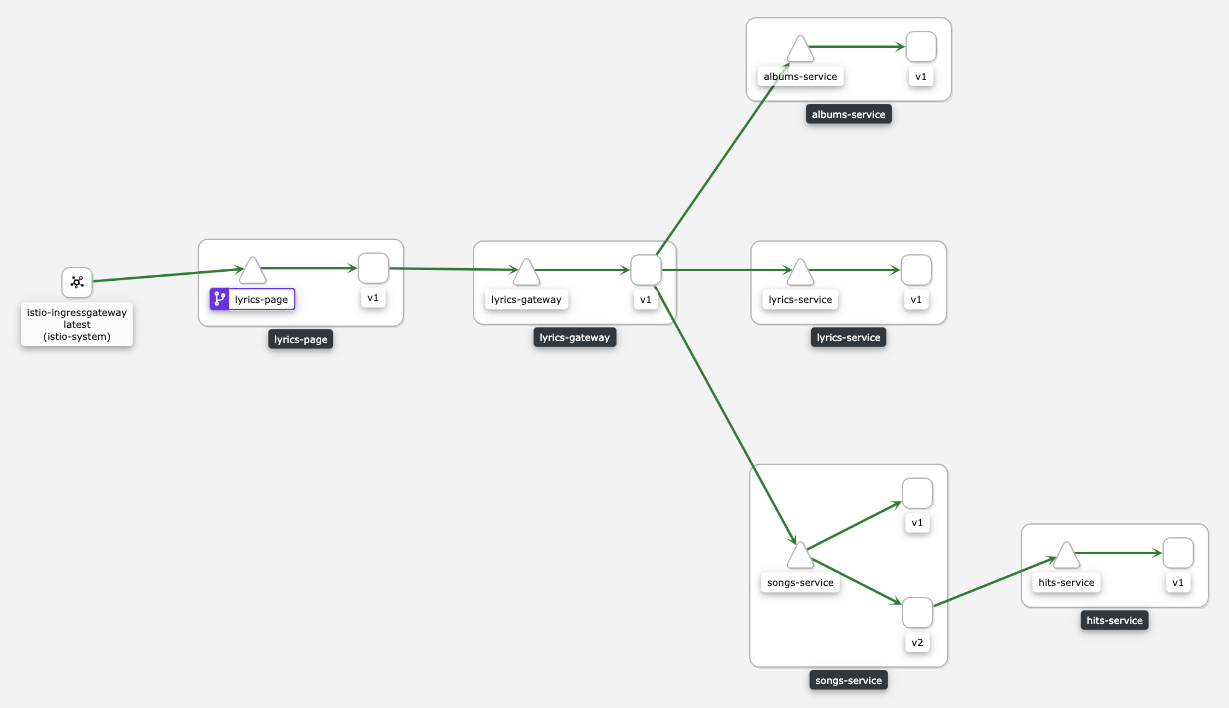 albums-service
v1
albums-service
istio-ingressgateway
latest
(istio-system)
lyrics-page
v1
lyrics-page
lyrics-gateway
v1
lyrics-gateway
lyrics-service
v1
lyrics-service
v1
songs-service
v2
songs-service
hits-service
v1
hits-service